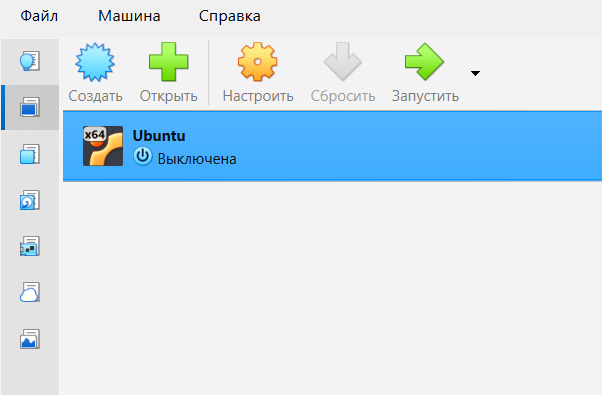 Файл Машина Справка
Создать Открыть Настроить Сбросить Запустить
x64
Ubuntu
Выключена